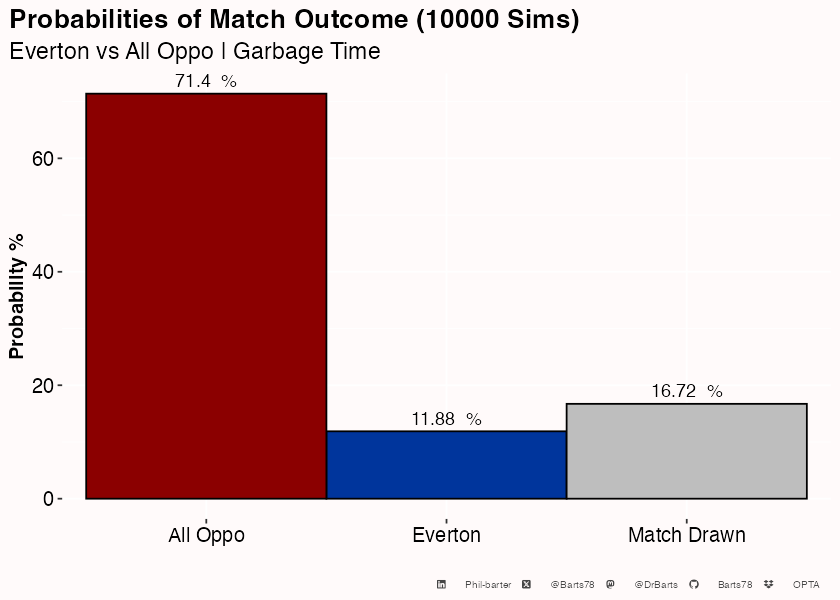 Probabilities of Match Outcome (10000 Sims)
Everton vs All Oppo | Garbage Time
71.4 %
60
40
20
0
Probability %
11.88 %
16.72 %
All Oppo
Everton
Match Drawn
Phil-barter @Barts78 @DrBarts Barts78 OPTA